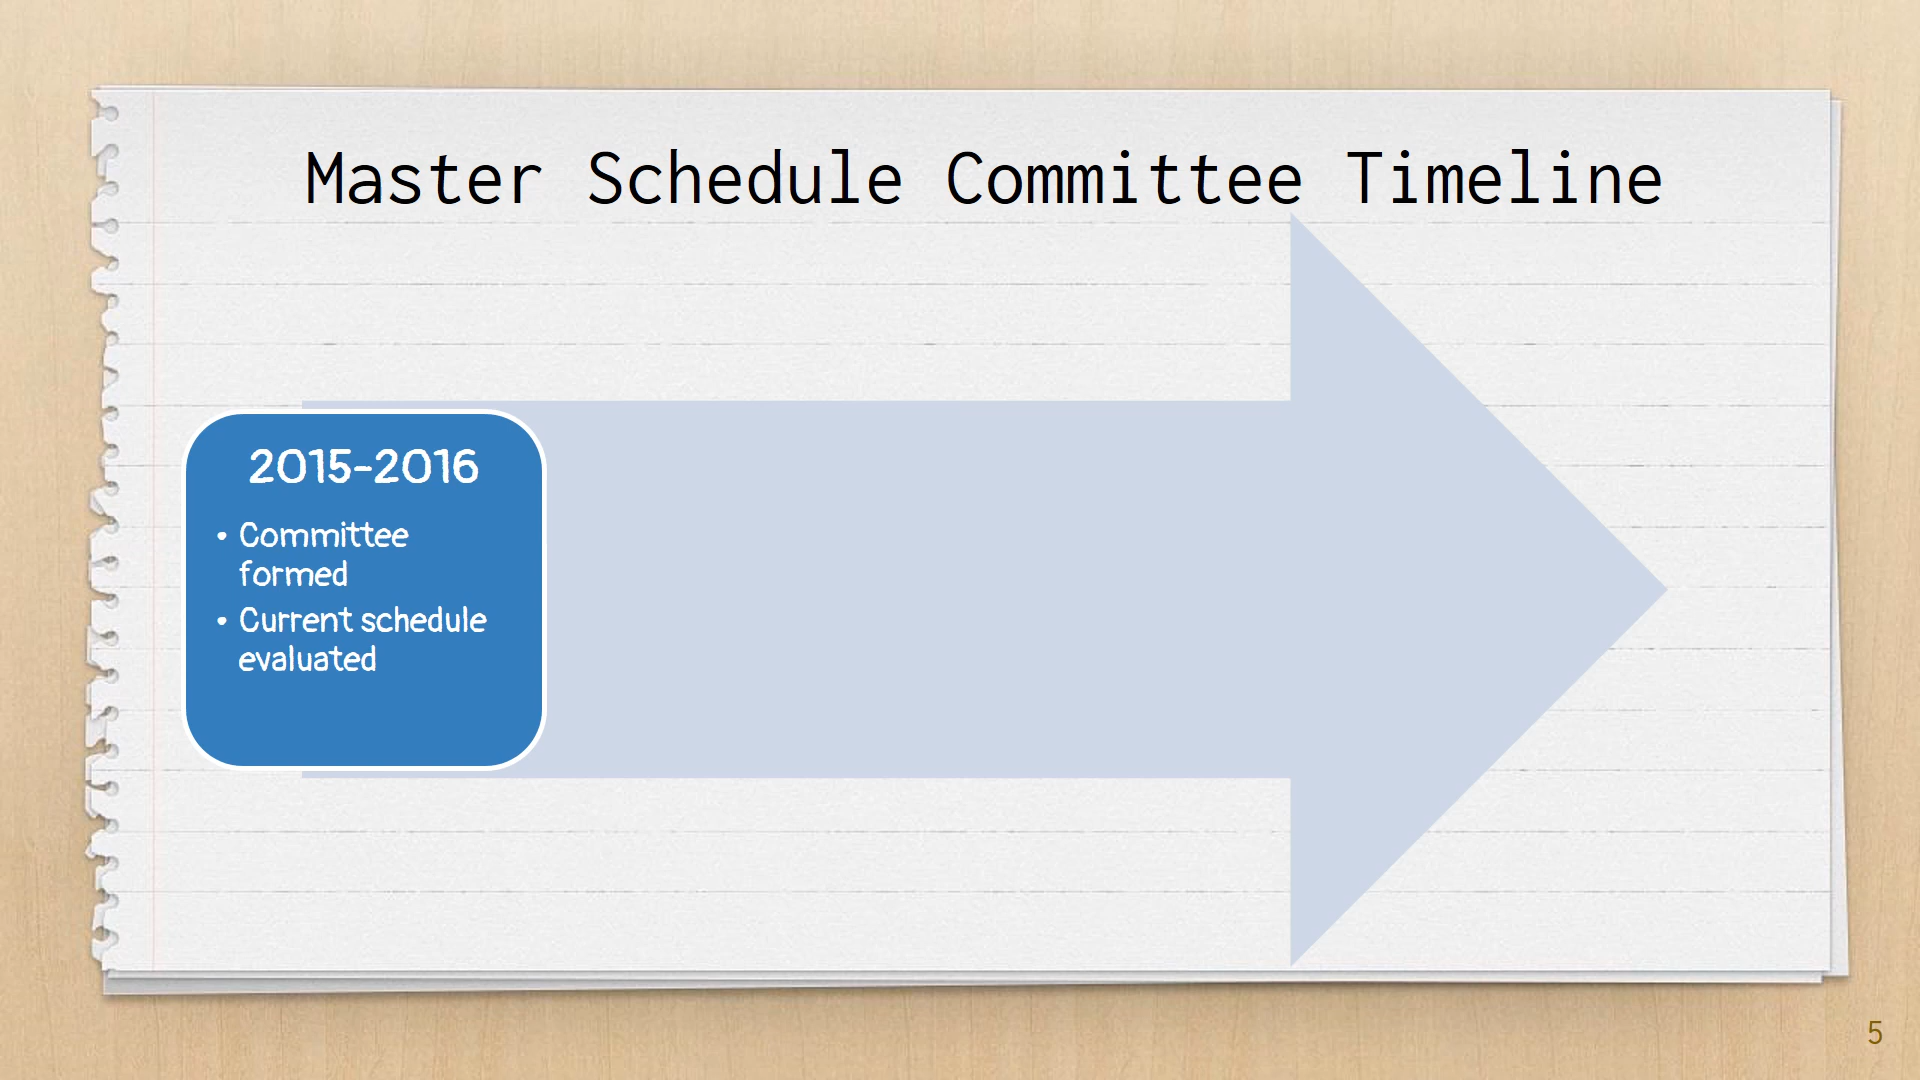 Master Schedule Committee Timeline
2015-2016
• Committee
formed
• Current schedule
evaluated
5